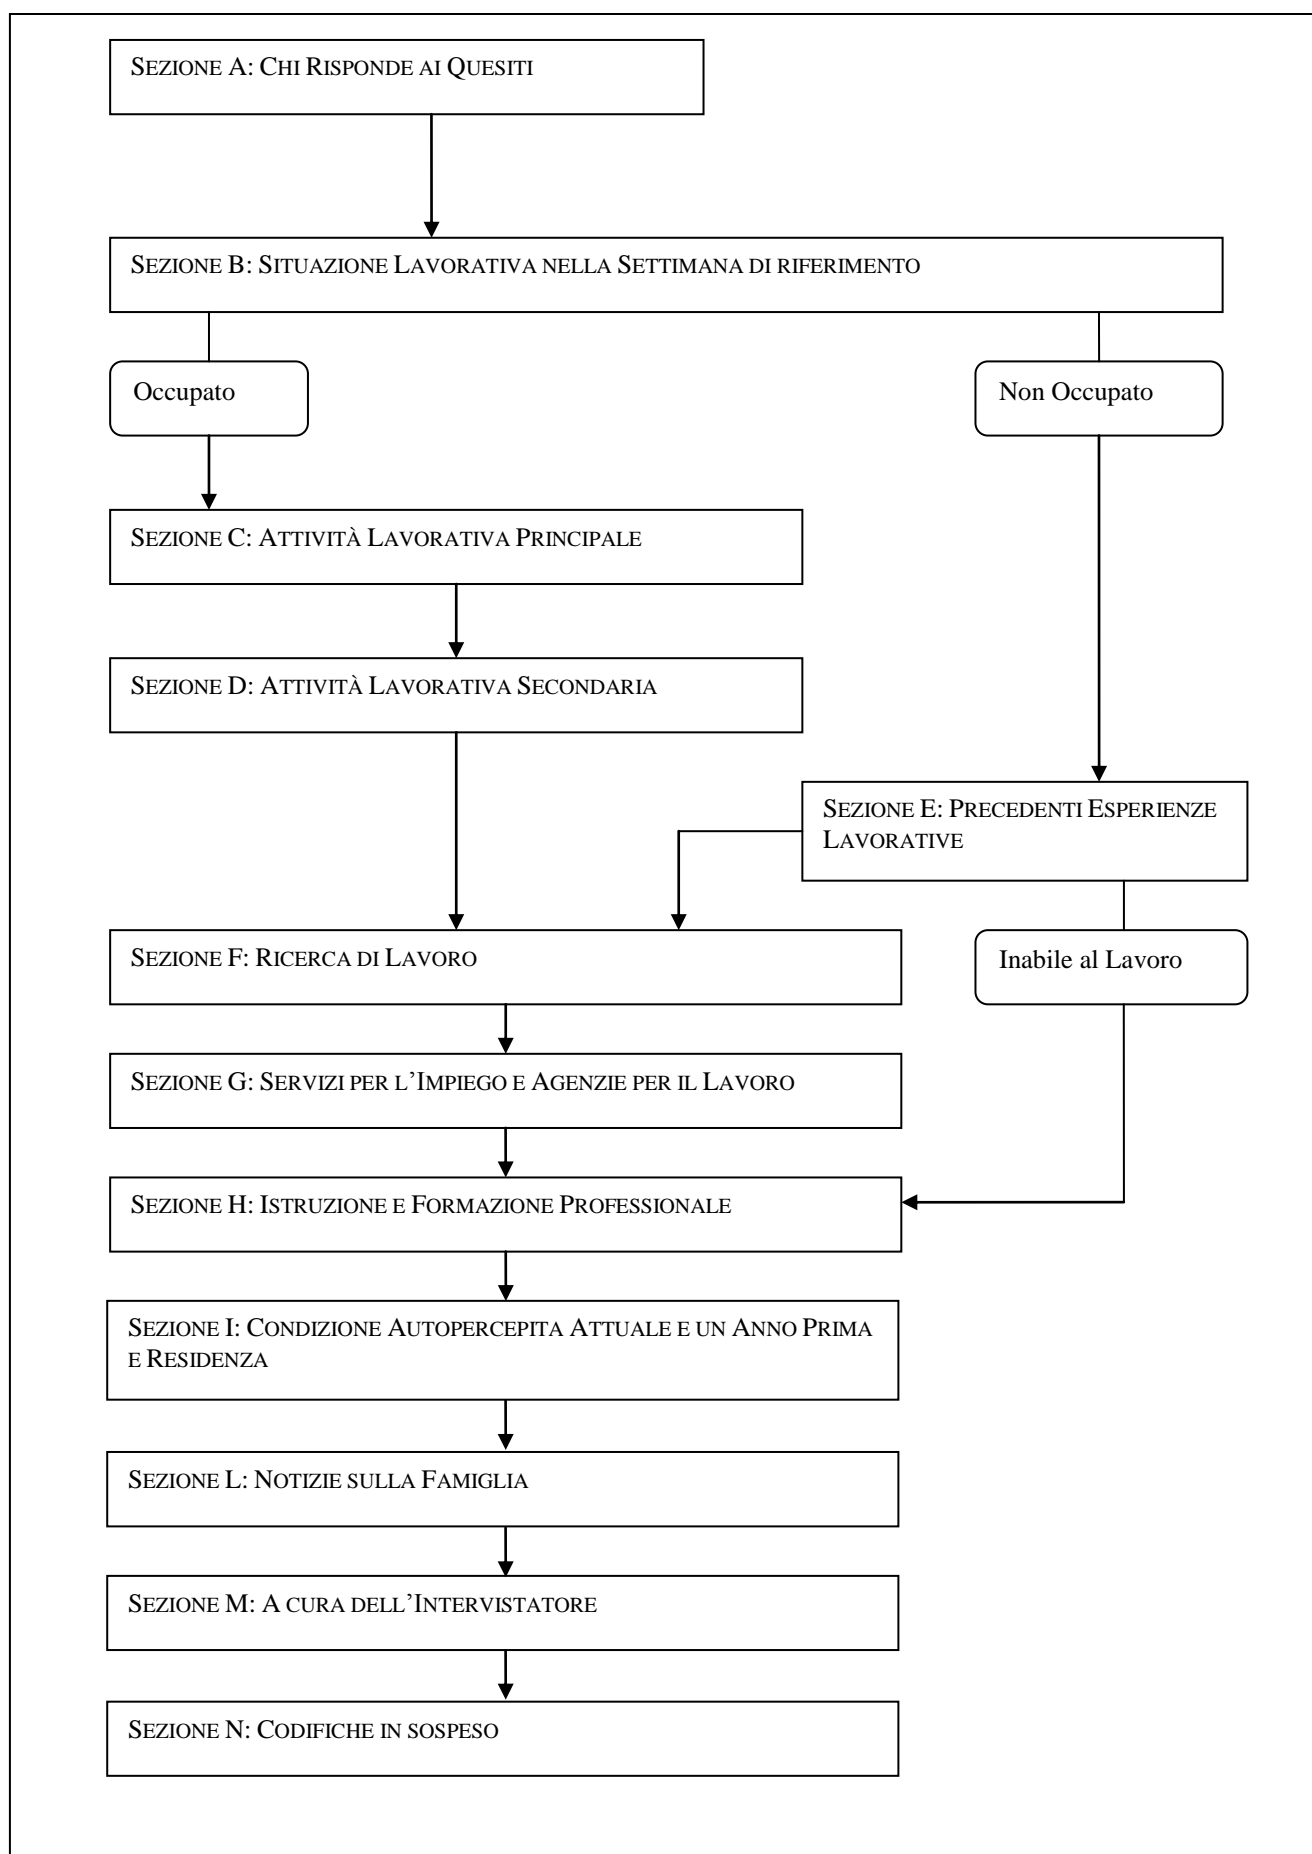 SEZIONE A: CHI RISPONDE AI QUESITI
SEZIONE B: SITUAZIONE LAVORATIVA NELLA SETTIMANA DI RIFERIMENTO
Occupato
Non Occupato
SEZIONE C: ATTIVITÀ LAVORATIVA PRINCIPALE
SEZIONE D: ATTIVITÀ LAVORATIVA SECONDARIA
SEZIONE E: PRECEDENTI ESPERIENZE
LAVORATIVE
SEZIONE F: RICERCA DI LAVORO
Inabile al Lavoro
SEZIONE G: SERVIZI PER L’IMPIEGO E AGENZIE PER IL LAVORO
SEZIONE H: ISTRUZIONE E FORMAZIONE PROFESSIONALE
SEZIONE I: CONDIZIONE AUTOPERCEPITA ATTUALE E UN ANNO PRIMA
E RESIDENZA
SEZIONE L: NOTIZIE SULLA FAMIGLIA
SEZIONE M: A CURA DELL’INTERVISTATORE
SEZIONE N: CODIFICHE IN SOSPESO